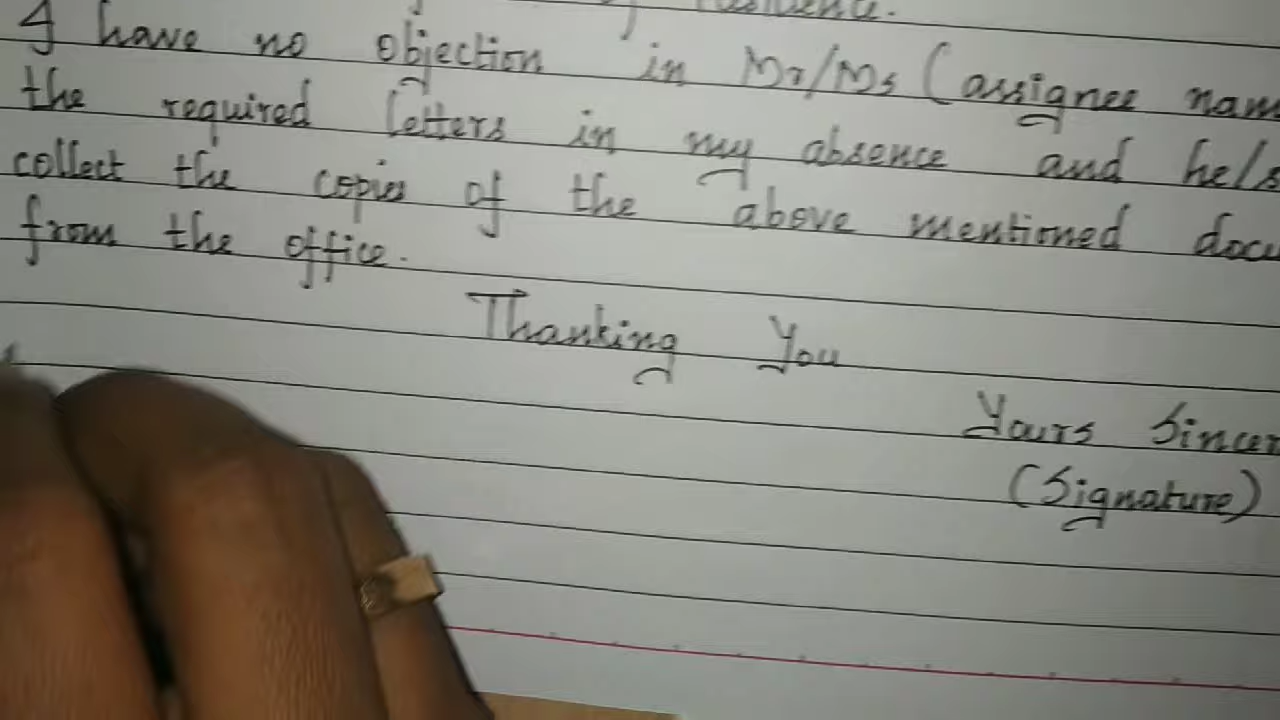 I have no objection in Mr/Ms (assignee
the required letters in my absence and
collect the copies of the above mentioned
from the office.
Thanking You
Yours
(Signature)